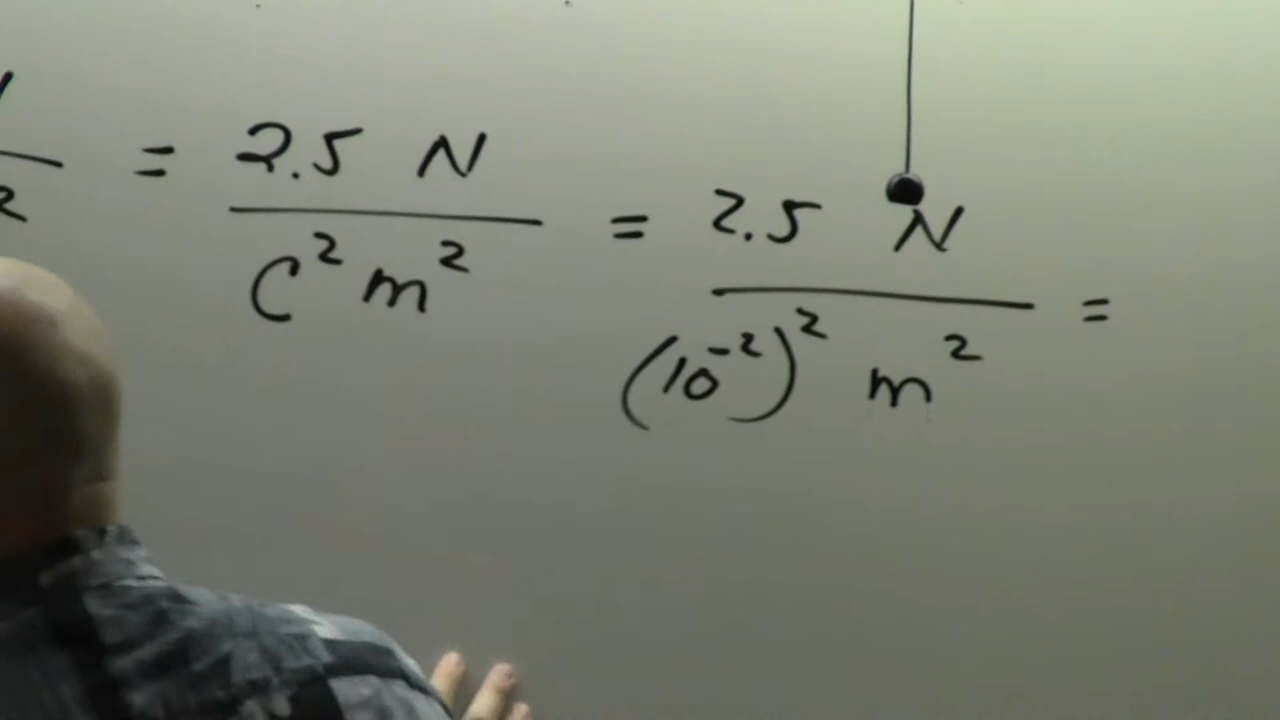 = 2.5 N / C² m² = 2.5 N / (10⁻²)² m² =